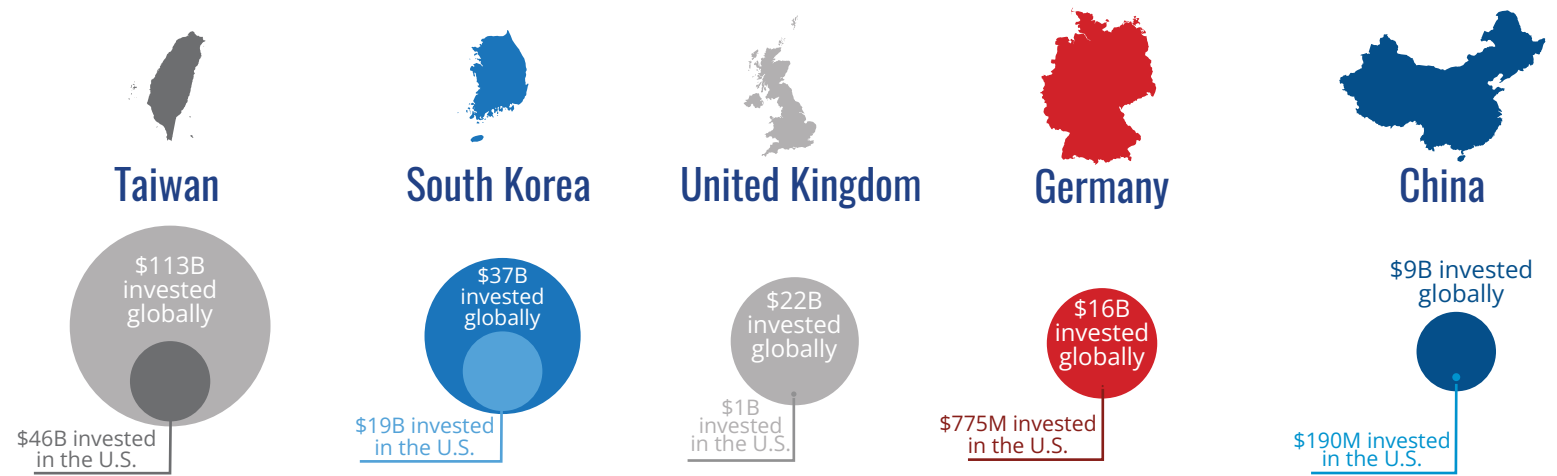 Taiwan
$113B
invested
globally
$46B invested
in the U.S.
South Korea
$37B
invested
globally
$19B invested
in the U.S.
United Kingdom
$22B
invested
globally
$1B
invested
in the U.S.
Germany
$16B
invested
globally
$775M invested
in the U.S.
China
$9B invested
globally
$190M invested
in the U.S.